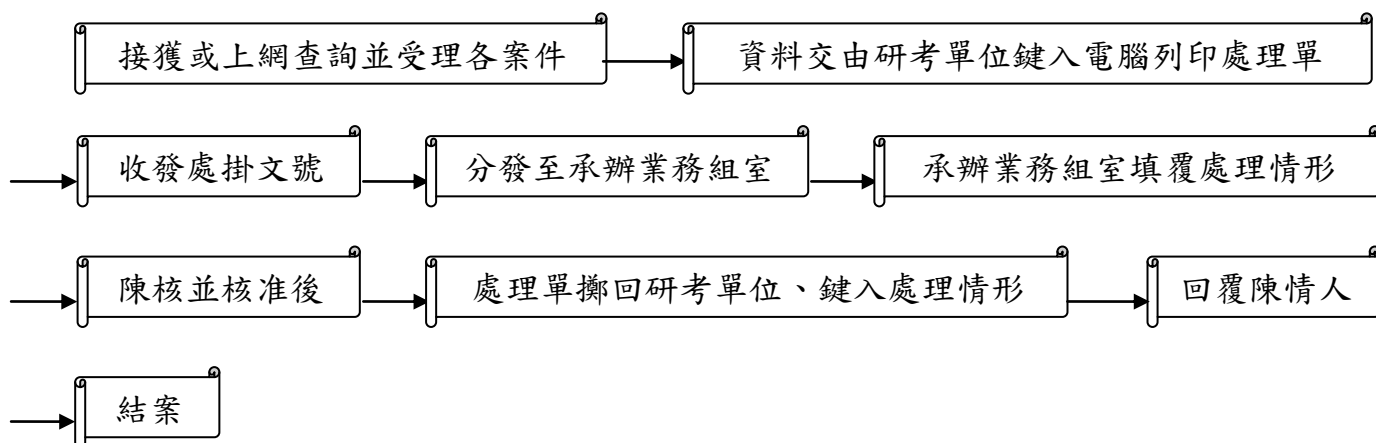 接獲或上網查詢並受理各案件 資料交由研考單位鍵入電腦列印處理單
收發處掛文號 分發至承辦業務組室 承辦業務組室填覆處理情形
陳核並核准後 處理單擲回研考單位、鍵入處理情形 回覆陳情人
結案